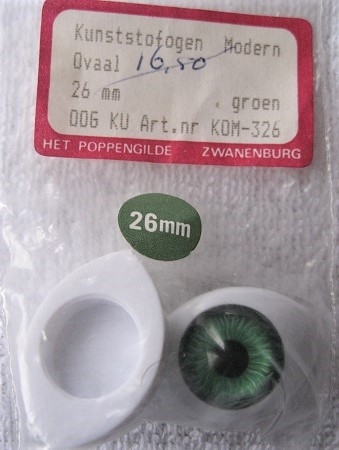 Kunststofogen Modern
Ovaal 16,50
26 mm . groen
OOG KU Art.nr KOM-326
HET POPPENGILDE ZWANENBURG
26mm